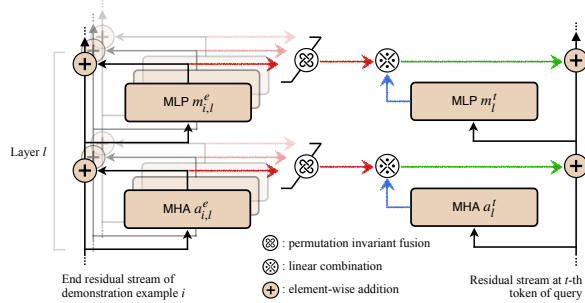 MLP m^e_{i,l}
MLP m^t_l
Layer l
MHA a^e_{i,l}
MHA a^t_l
: permutation invariant fusion
: linear combination
: element-wise addition
End residual stream of
demonstration example i
Residual stream at t-th
token of query